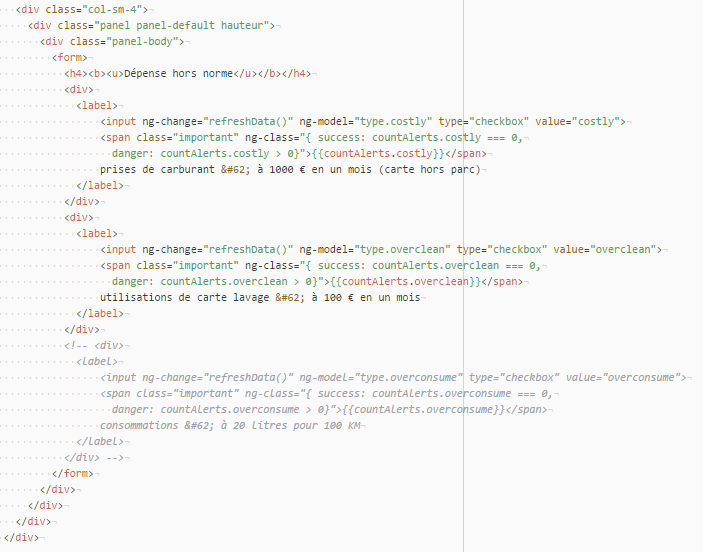 <div class="col-sm-4">
<div class="panel panel-default hauteur">
<div class="panel-body">
<form>
<h4><b><u>Dépense hors norme</u></b></h4>
<div>
<label>
<input ng-change="refreshData()" ng-model="type.costly" type="checkbox" value="costly">
<span class="important" ng-class="{ success: countAlerts.costly === 0,
danger: countAlerts.costly > 0}">{{countAlerts.costly}}</span>
prises de carburant &#62; à 1000 € en un mois (carte hors parc)
</label>
</div>
<div>
<label>
<input ng-change="refreshData()" ng-model="type.overclean" type="checkbox" value="overclean">
<span class="important" ng-class="{ success: countAlerts.overclean === 0,
danger: countAlerts.overclean > 0}">{{countAlerts.overclean}}</span>
utilisations de carte lavage &#62; à 100 € en un mois
</label>
</div>
<!-- <div>
<label>
<input ng-change="refreshData()" ng-model="type.overconsume" type="checkbox" value="overconsume">
<span class="important" ng-class="{ success: countAlerts.overconsume === 0,
danger: countAlerts.overconsume > 0}">{{countAlerts.overconsume}}</span>
consommations &#62; à 20 litres pour 100 KM
</label>
</div> -->
</form>
</div>
</div>
</div>
</div>